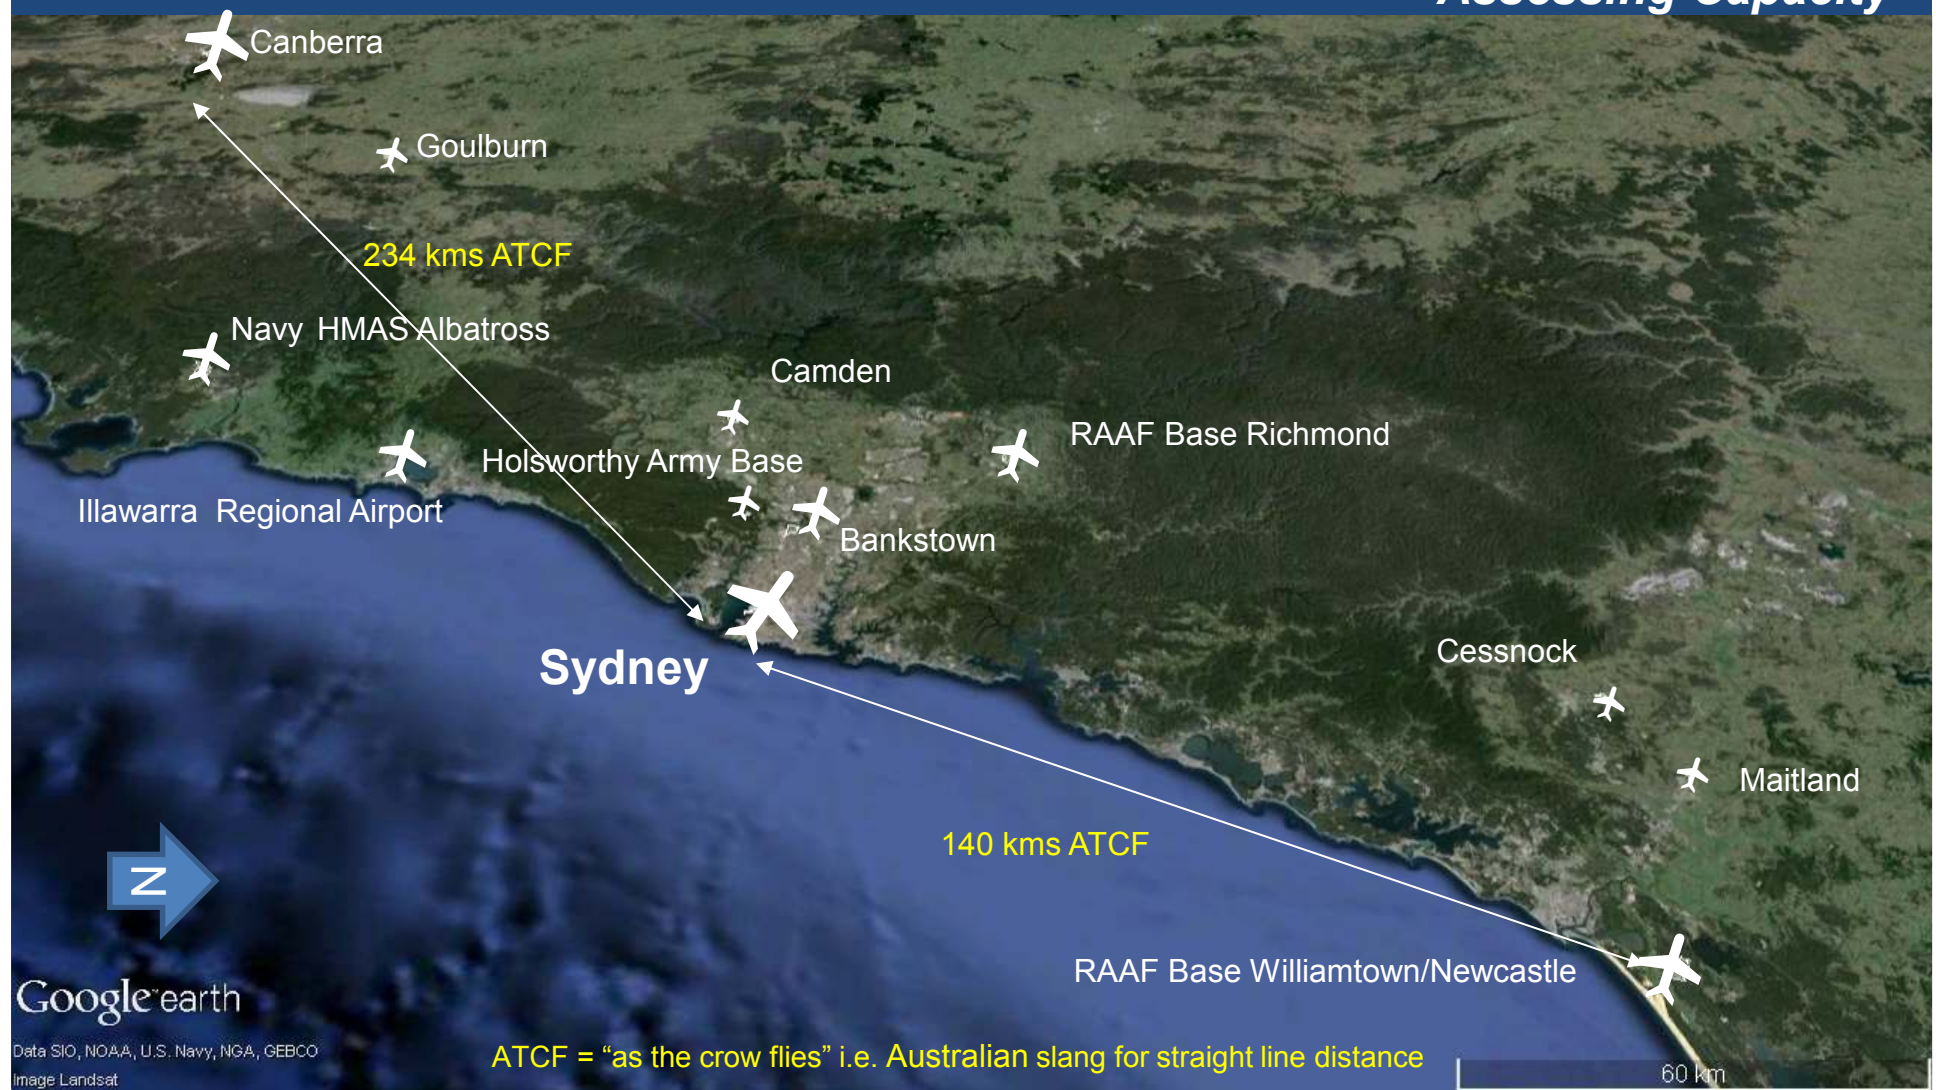 Assessing Capacity
Canberra
Goulburn
234 kms ATCF
Navy HMAS Albatross
Camden
RAAF Base Richmond
Holsworthy Army Base
Illawarra Regional Airport
Bankstown
Sydney
Cessnock
Maitland
140 kms ATCF
N
RAAF Base Williamtown/Newcastle
Google earth
Data SIO, NOAA, U.S. Navy, NGA, GEBCO
Image Landsat
ATCF = “as the crow flies” i.e. Australian slang for straight line distance
60 km